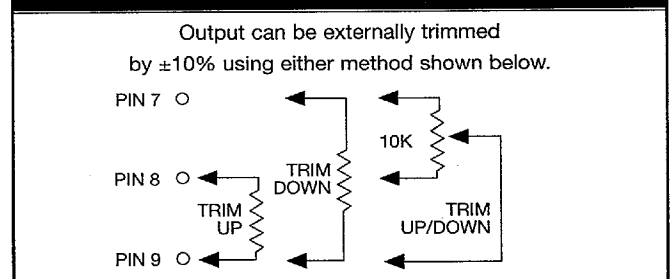 Output can be externally trimmed
by ±10% using either method shown below.
PIN 7
10K
PIN 8
TRIM
DOWN
TRIM
UP
TRIM
UP/DOWN
PIN 9